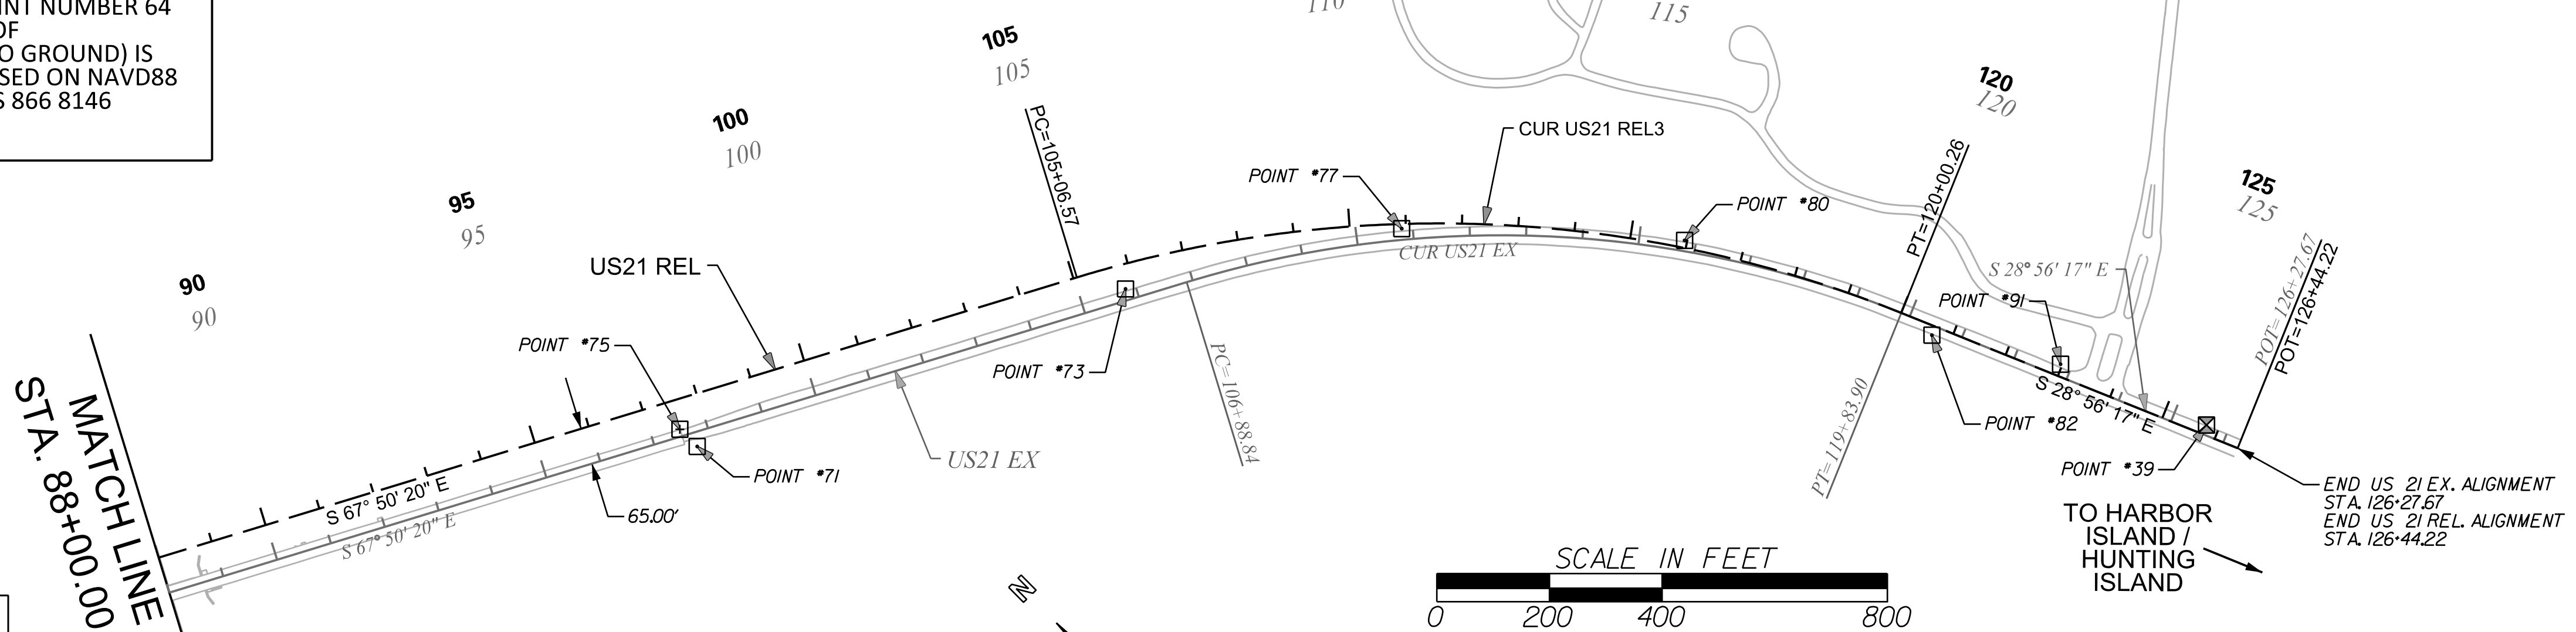 INT NUMBER 64
OF
O GROUND) IS
SED ON NAVD88
S 866 8146
MATCH LINE
STA. 88+00.00
90
90
95
95
100
100
105
105
110
115
120
120
125
125
PC=105+06.57
US21 REL
POINT #75
POINT #71
POINT #73
POINT #77
CUR US21 REL3
POINT #80
CUR US21 EX
PT=120+00.26
S 28° 56' 17" E
POINT #91
POT=126+27.67
POT=126+44.22
S 67° 50' 20" E
S 67° 50' 20" E
65.00'
US21 EX
PC=106+88.84
PT=119+83.90
POINT #82
S 28° 56' 17" E
POINT #39
END US 21 EX. ALIGNMENT
STA. 126+27.67
END US 21 REL. ALIGNMENT
STA. 126+44.22
TO HARBOR
ISLAND /
HUNTING
ISLAND
N
SCALE IN FEET
0 200 400 800